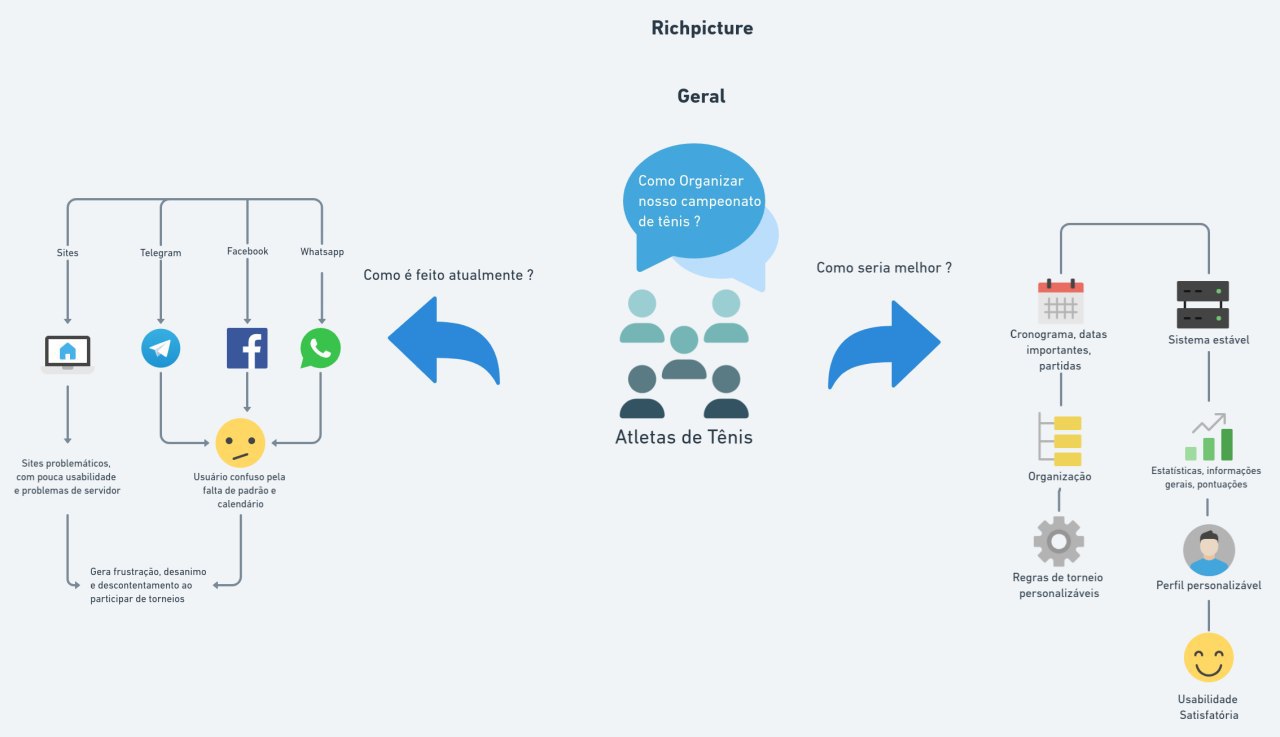 Richpicture
Geral
Como Organizar
nosso campeonato
de tênis ?
Atletas de Tênis
Como é feito atualmente ?
Sites
Telegram
Facebook
Whatsapp
Sites problemáticos,
com pouca usabilidade
e problemas de servidor
Usuário confuso pela
falta de padrão e
calendário
Gera frustração, desanimo
e descontentamento ao
participar de torneios
Como seria melhor ?
Cronograma, datas
importantes,
partidas
Organização
Regras de torneio
personalizáveis
Sistema estável
Estatísticas, informações
gerais, pontuações
Perfil personalizável
Usabilidade
Satisfatória